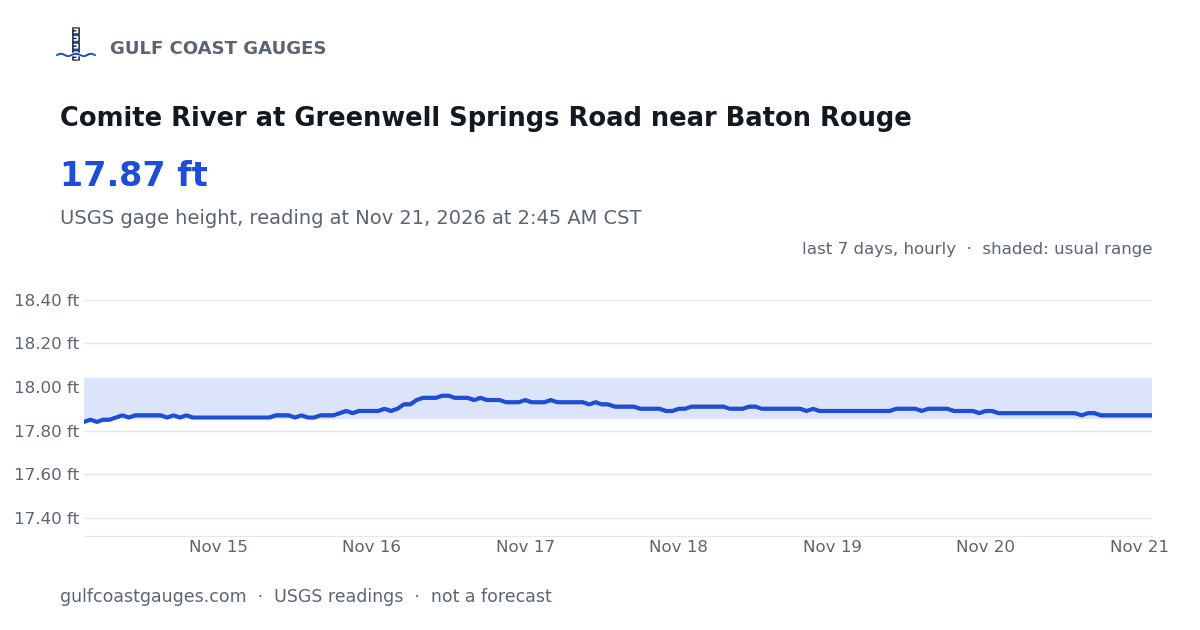 GULF COAST GAUGES
Comite River at Greenwell Springs Road near Baton Rouge
17.87 ft
USGS gage height, reading at Nov 21, 2026 at 2:45 AM CST
last 7 days, hourly · shaded: usual range
18.40 ft
18.20 ft
18.00 ft
17.80 ft
17.60 ft
17.40 ft
Nov 15 Nov 16 Nov 17 Nov 18 Nov 19 Nov 20 Nov 21
gulfcoastgauges.com · USGS readings · not a forecast